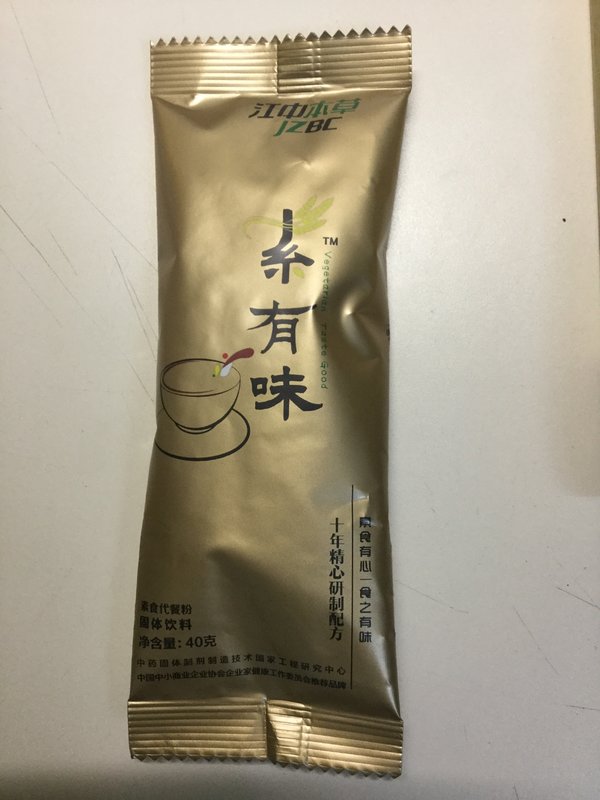 江中本草
JZBC
素有味
TM
Vegetarian Taste Good
素食有心一食之有味
十年精心研制配方
素食代餐粉
固体饮料
净含量：40克
中药固体制剂制造技术国家工程研究中心
中国中小商业企业协会企业家健康工作委员会推荐品牌